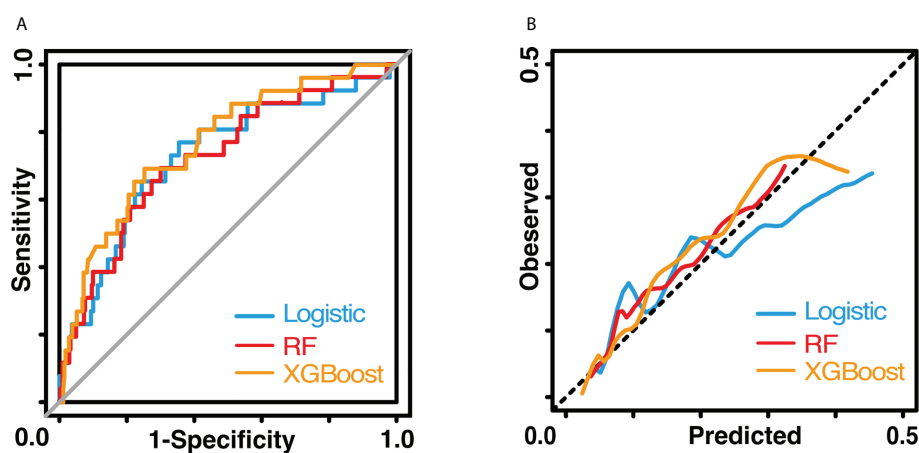 A
1.0
Sensitivity
Logistic
RF
XGBoost
0.0
1-Specificity
1.0
B
0.5
Obeserved
Logistic
RF
XGBoost
0.0
Predicted
0.5